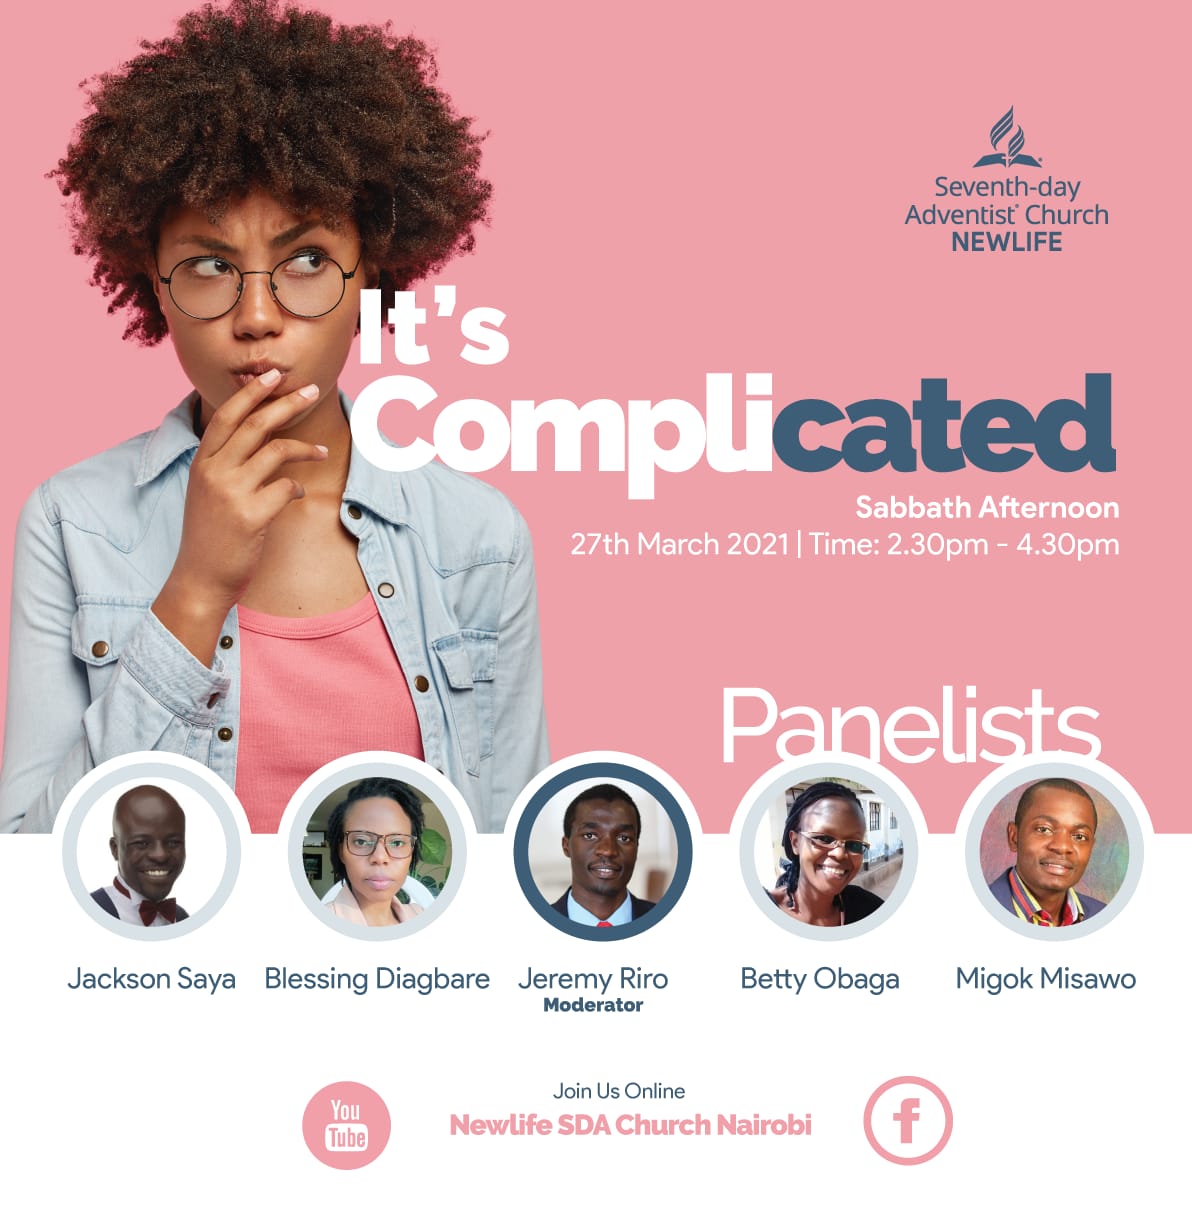 Seventh-day
Adventist® Church
NEWLIFE
It's
Complicated
Sabbath Afternoon
27th March 2021 | Time: 2.30pm - 4.30pm
Panelists
Jackson Saya
Blessing Diagbare
Jeremy Riro
Moderator
Betty Obaga
Migok Misawo
You
Tube
Join Us Online
Newlife SDA Church Nairobi
f